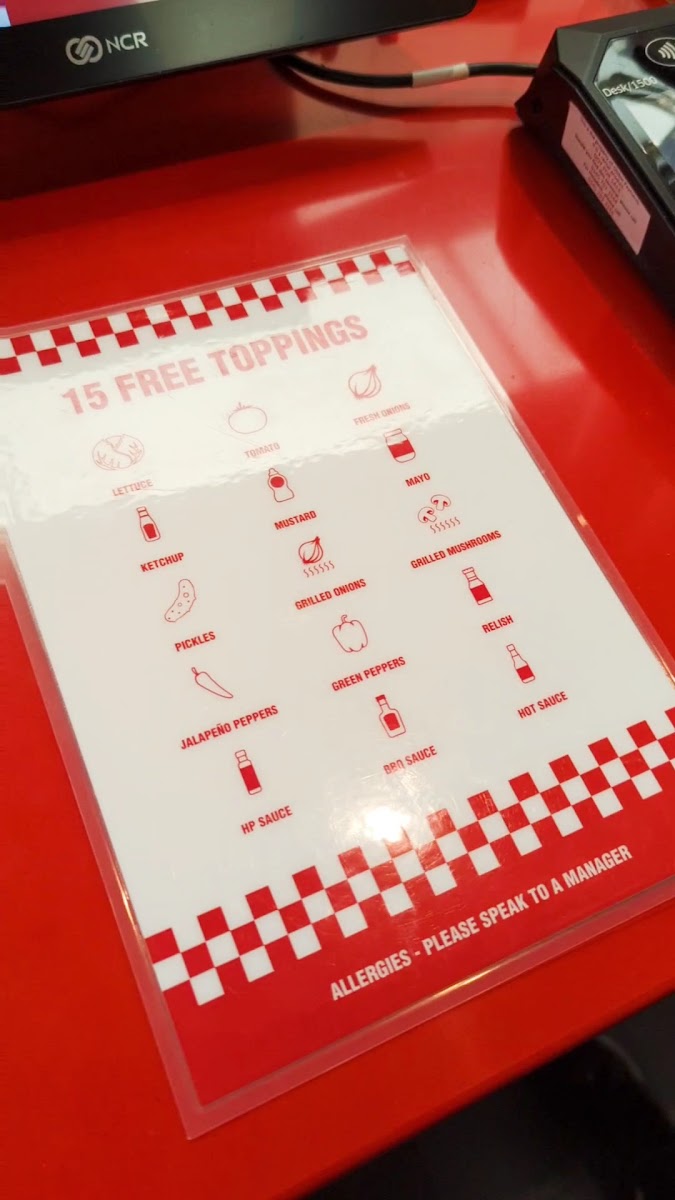 NCR
Desk/1500
15 FREE TOPPINGS
LETTUCE
TOMATO
FRESH ONIONS
KETCHUP
MUSTARD
MAYO
PICKLES
GRILLED ONIONS
GRILLED MUSHROOMS
JALAPEÑO PEPPERS
GREEN PEPPERS
RELISH
HP SAUCE
BBQ SAUCE
HOT SAUCE
ALLERGIES - PLEASE SPEAK TO A MANAGER